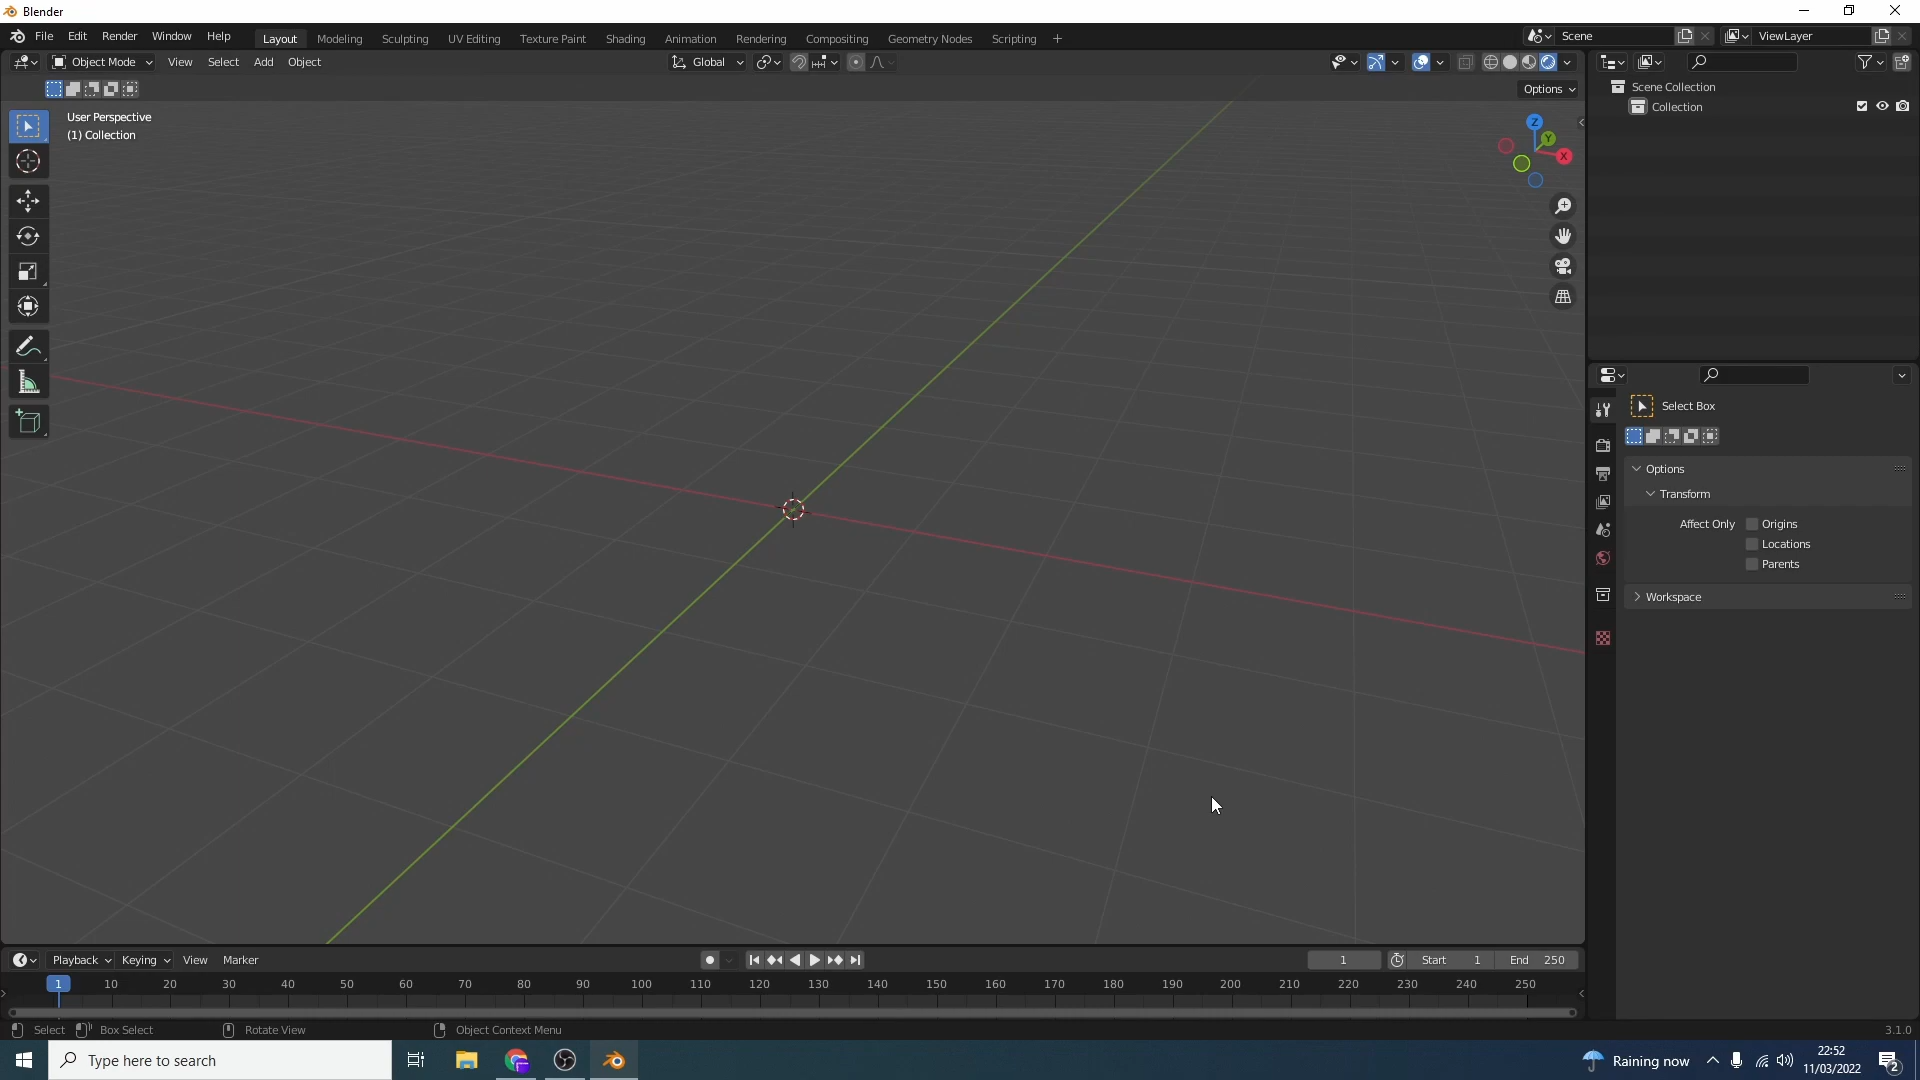 Blender
File Edit Render Window Help Layout Modeling Sculpting UV Editing Texture Paint Shading Animation Rendering Compositing Geometry Nodes Scripting + Scene ViewLayer
Object Mode View Select Add Object Global
Options
User Perspective
(1) Collection
Z
Y
X
Scene Collection
Collection
Select Box
Options
Transform
Affect Only Origins
Locations
Parents
Workspace
Playback Keying View Marker 1 Start 1 End 250
1 10 20 30 40 50 60 70 80 90 100 110 120 130 140 150 160 170 180 190 200 210 220 230 240 250
Select Box Select Rotate View Object Context Menu 3.1.0
Type here to search Raining now 22:52
11/03/2022 2